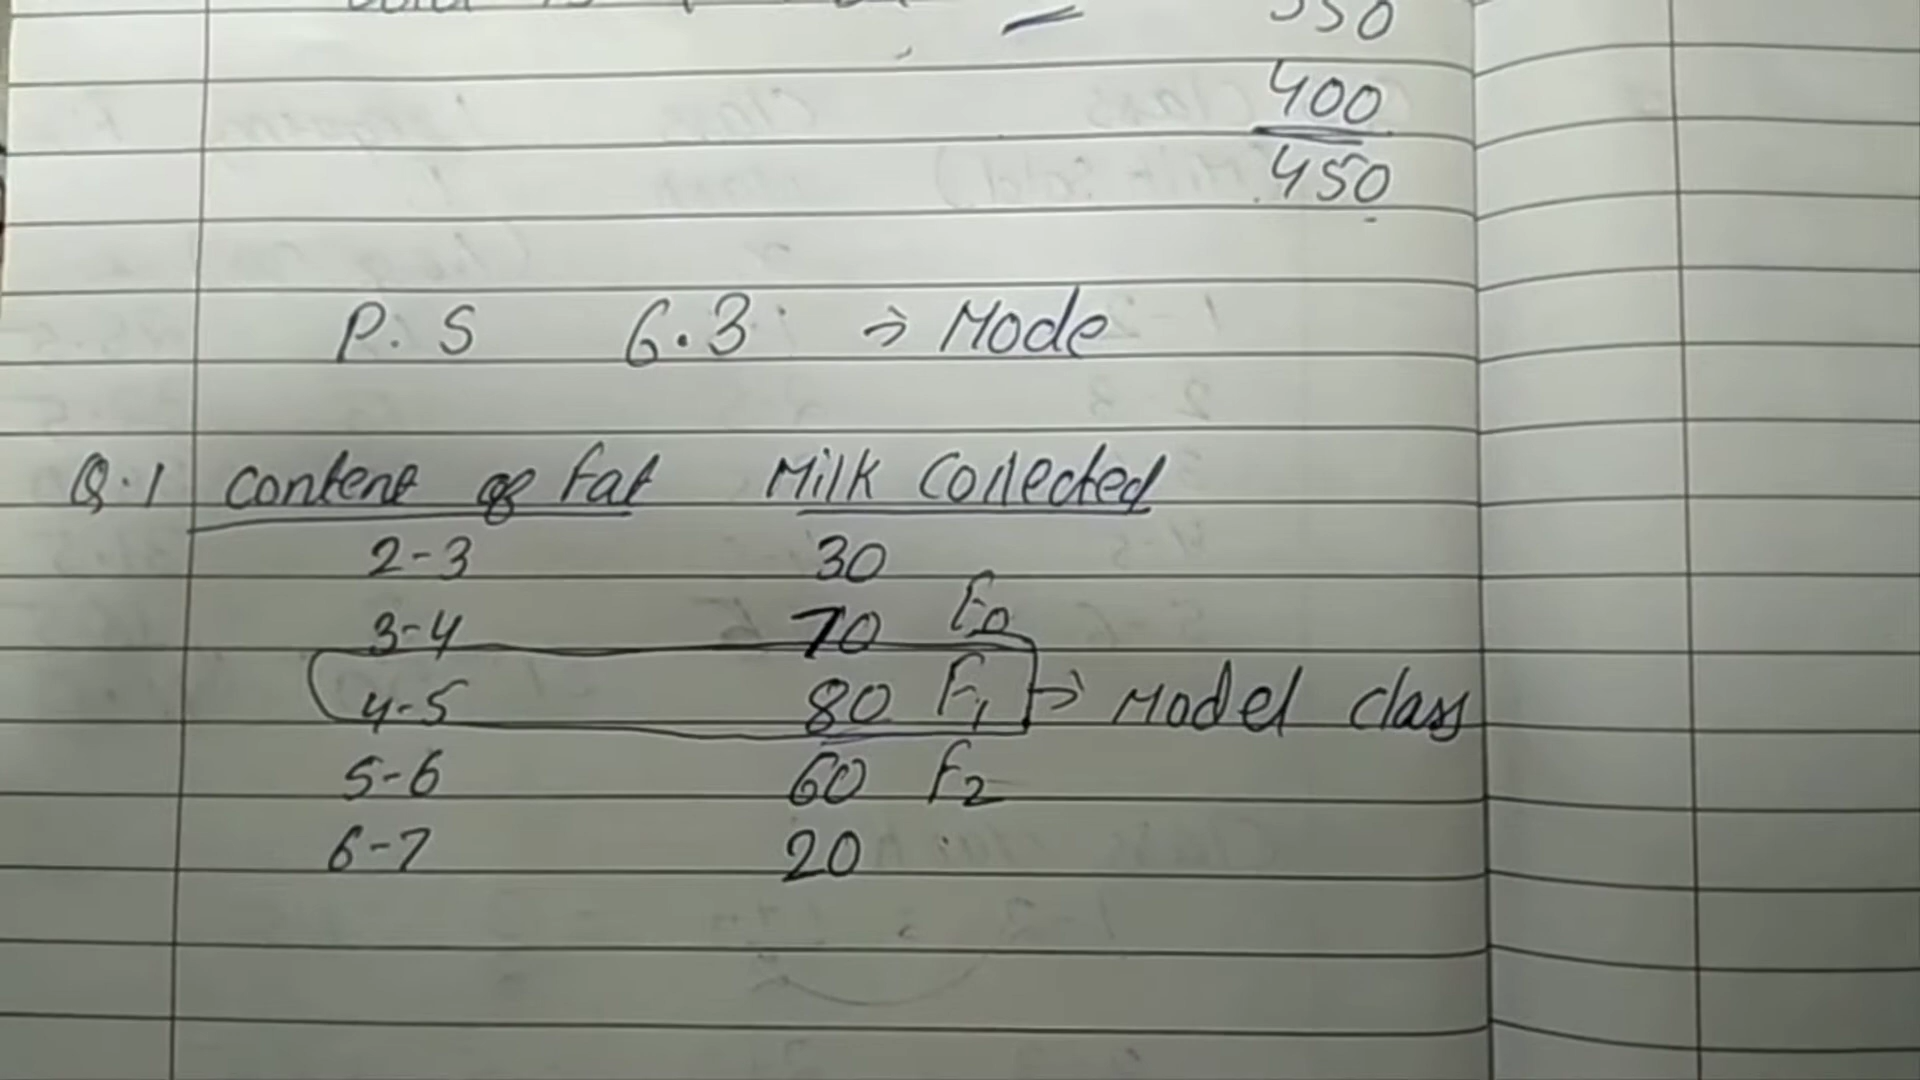 550
400
450
P. S 6.3 ⇒ Mode
Q.1 content of fat Milk Collected
2-3 30
3-4 70 F0
4-5 80 F1 → Model class
5-6 60 F2
6-7 20